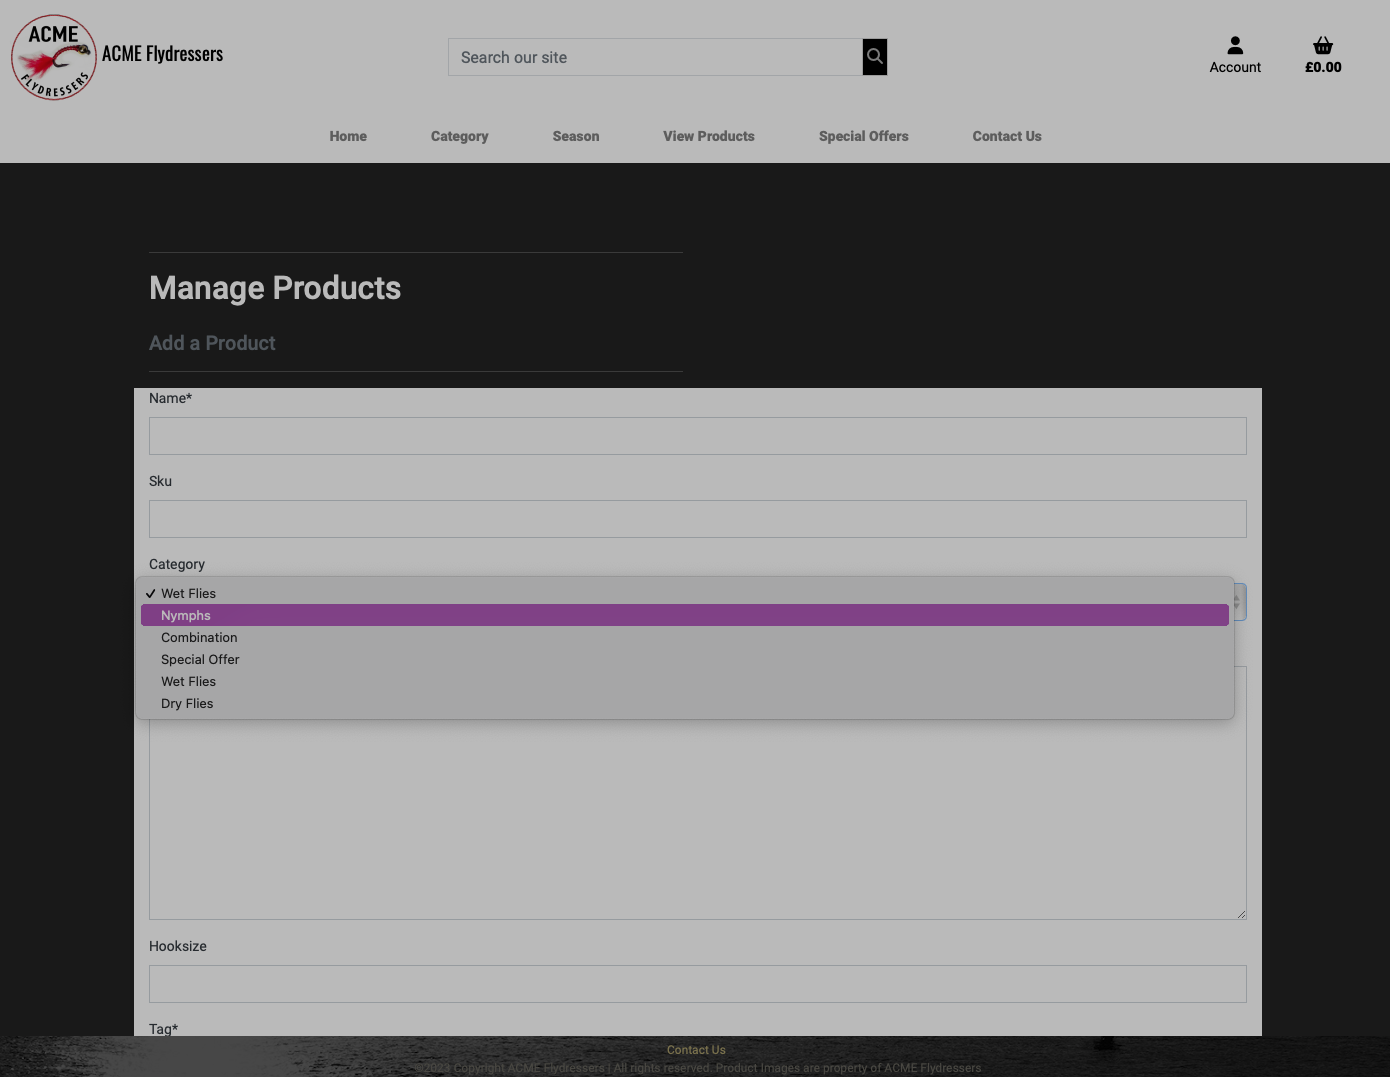 ACME
FLYDRESSERS
ACME Flydressers
Search our site
Account
£0.00
Home
Category
Season
View Products
Special Offers
Contact Us
Manage Products
Add a Product
Name*
Sku
Category
✓ Wet Flies
Nymphs
Combination
Special Offer
Wet Flies
Dry Flies
Hooksize
Tag*
Contact Us
©2023 Copyright ACME Flydressers | All rights reserved. Product Images are property of ACME Flydressers